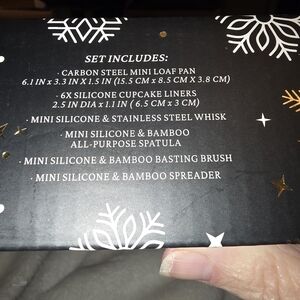 SET INCLUDES:
· CARBON STEEL MINI LOAF PAN
6.1 IN x 3.3 IN X 1.5 IN (15.5 CM x 8.5 CM X 3.8 CM)
· 6X SILICONE CUPCAKE LINERS
2.5 IN DIA x 1.1 IN ( 6.5 CM x 3 CM)
· MINI SILICONE & STAINLESS STEEL WHISK
· MINI SILICONE & BAMBOO
ALL-PURPOSE SPATULA
· MINI SILICONE & BAMBOO BASTING BRUSH
· MINI SILICONE & BAMBOO SPREADER